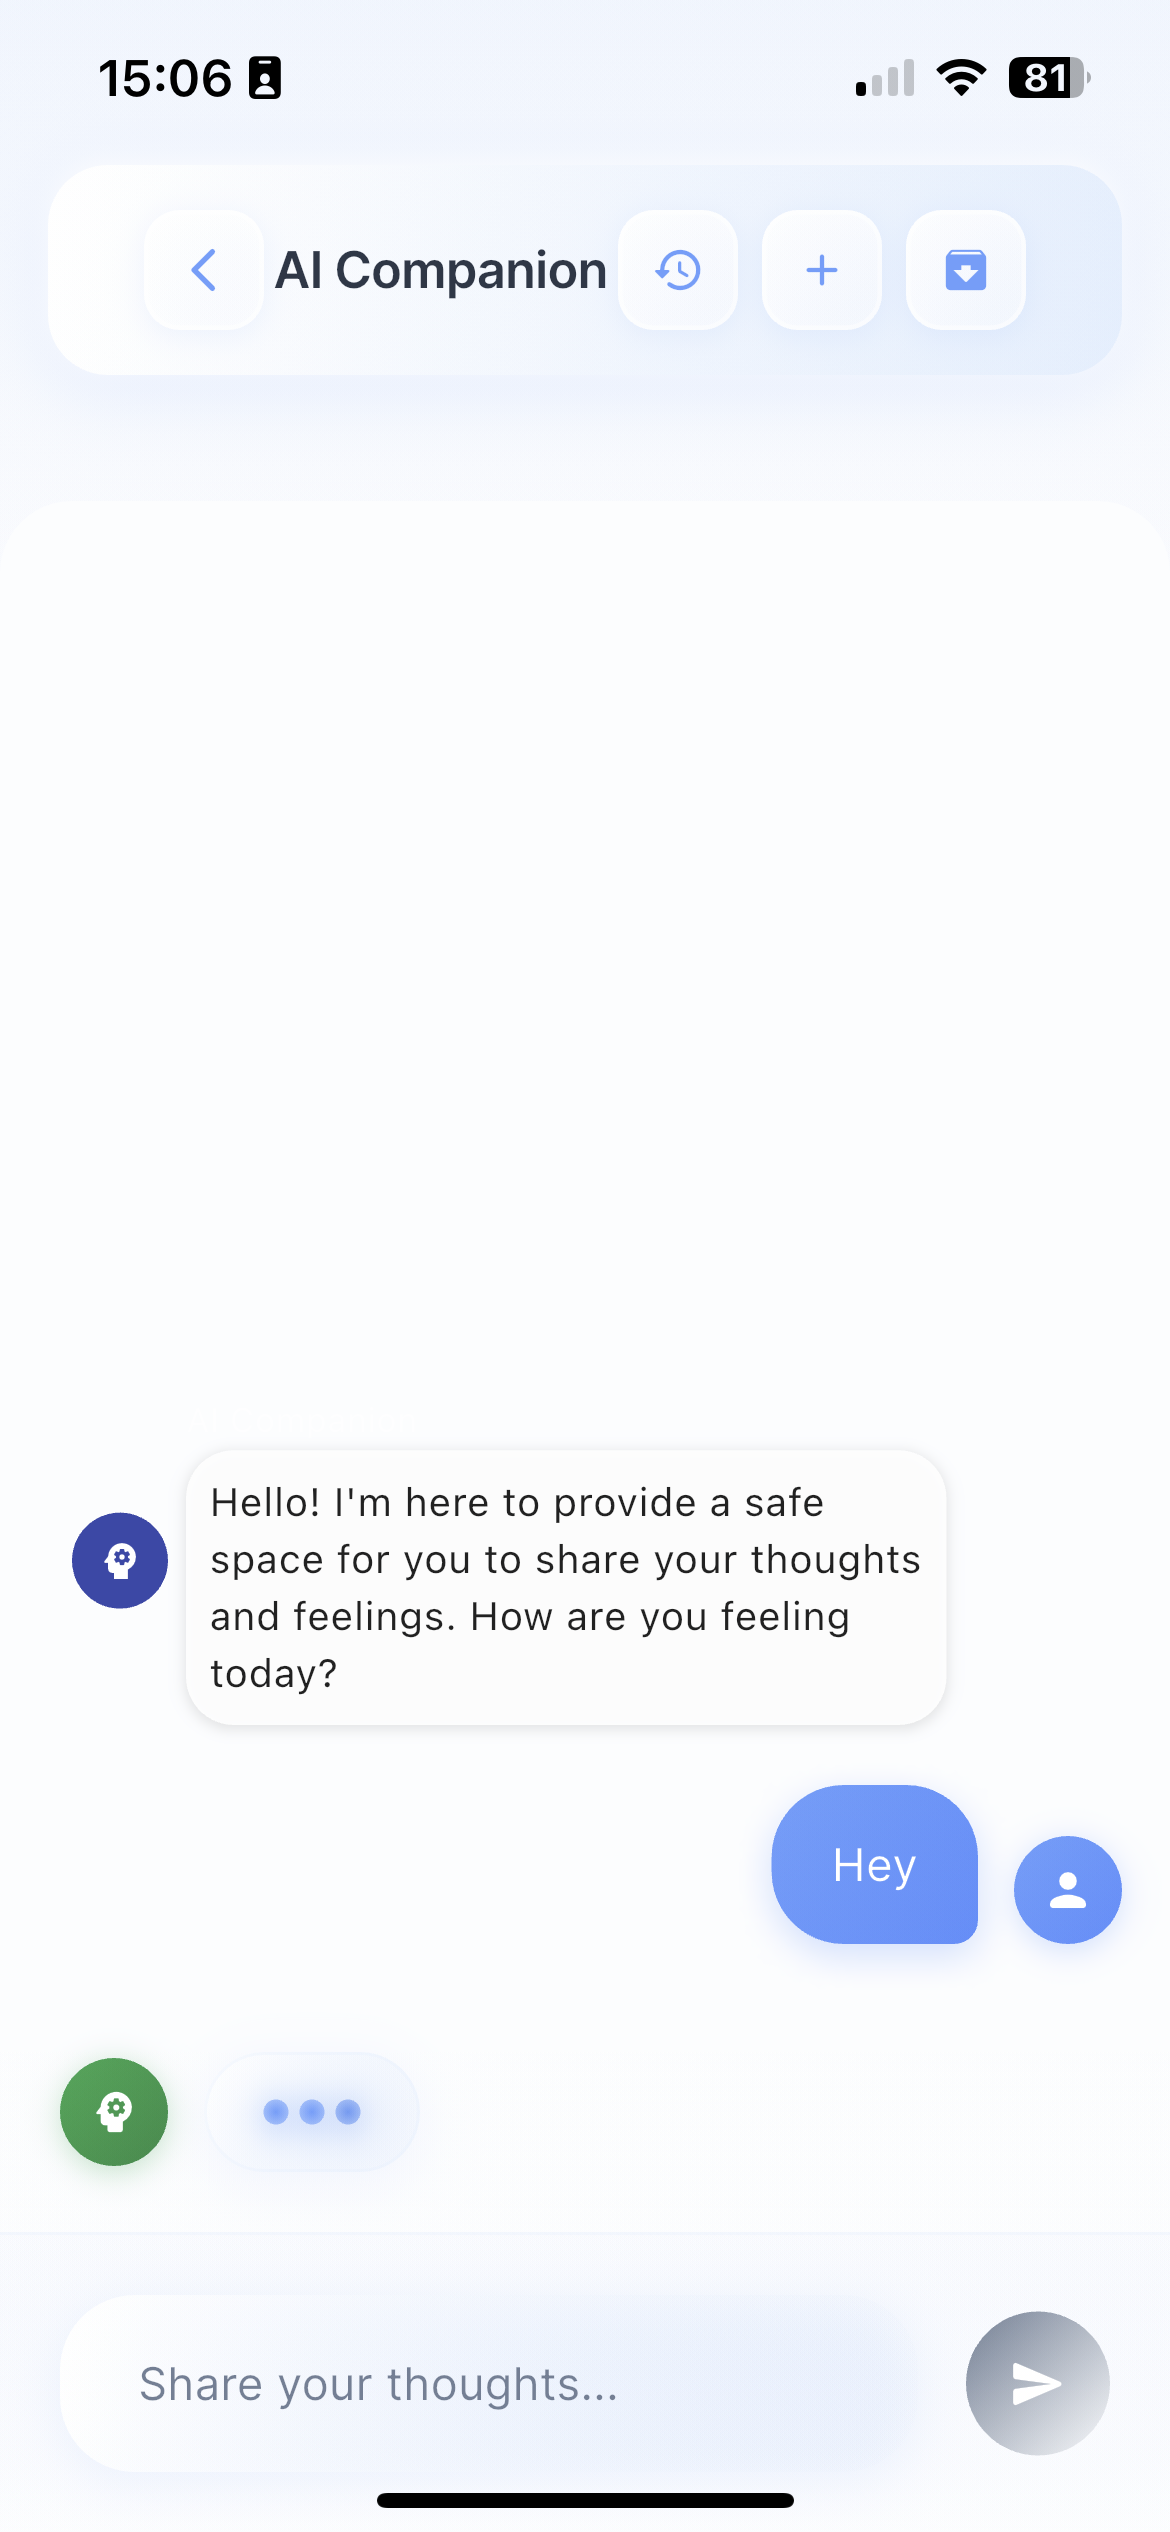 15:06
81
AI Companion
Hello! I'm here to provide a safe
space for you to share your thoughts
and feelings. How are you feeling
today?
Hey
Share your thoughts...